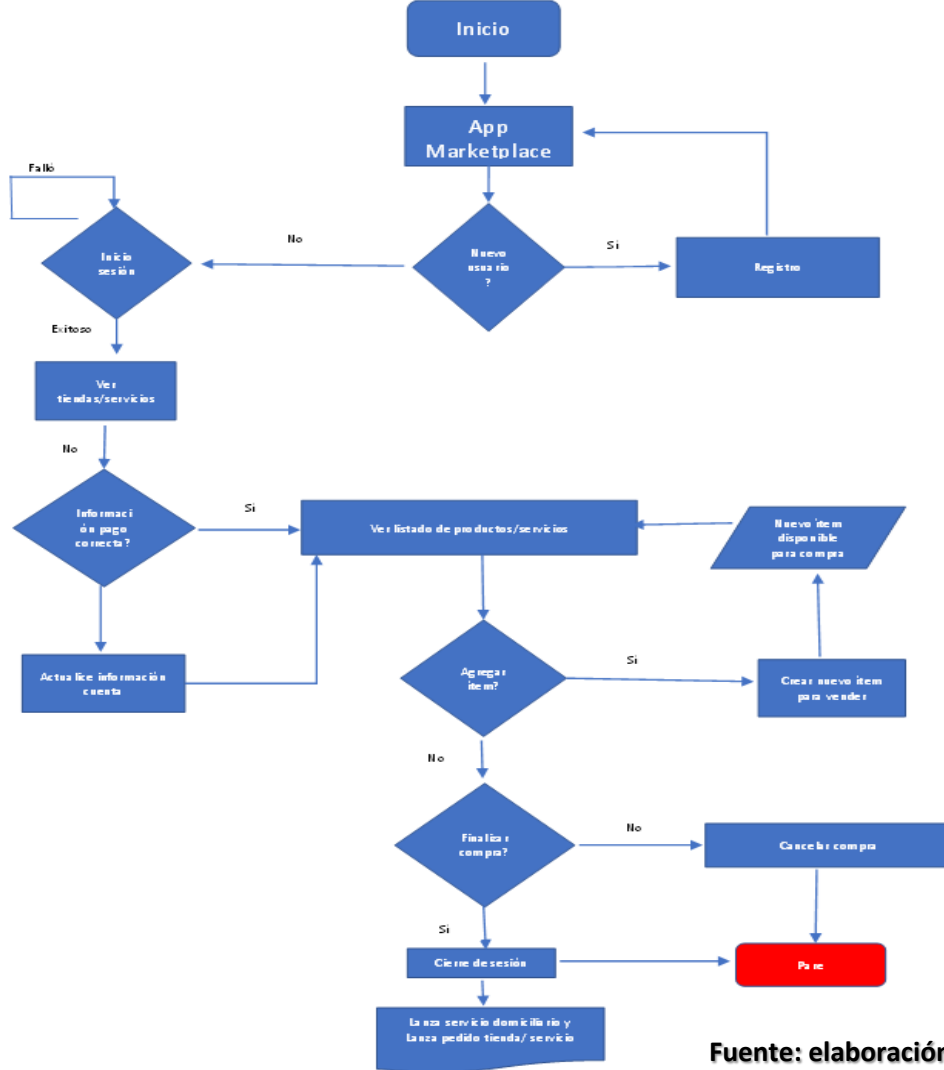 Inicio
App
Marketplace
Falló
No
Si
Inicio
sesión
Nuevo
usuario
?
Registro
Exitoso
Ver
tiendas/servicios
No
Informaci
ón pago
correcta?
Si
Ver listado de productos/servicios
Nuevo ítem
disponible
para compra
Actualice información
cuenta
Agregar
ítem?
Si
Crear nuevo ítem
para vender
No
Finalizar
compra?
No
Cancelar compra
Si
Cierre de sesión
Pare
Lanza servicio domiciliario y
Lanza pedido tienda/ servicio
Fuente: elaboración